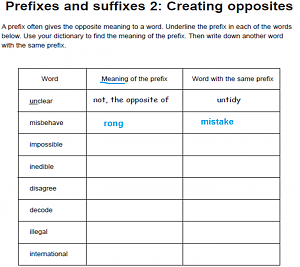 Prefixes and suffixes 2: Creating opposites
A prefix often gives the opposite meaning to a word. Underline the prefix in each of the words
below. Use your dictionary to find the meaning of the prefix. Then write down another word
with the same prefix.
Word Meaning of the prefix Word with the same prefix
unclear not, the opposite of untidy
misbehave rong mistake
impossible
inedible
disagree
decode
illegal
international